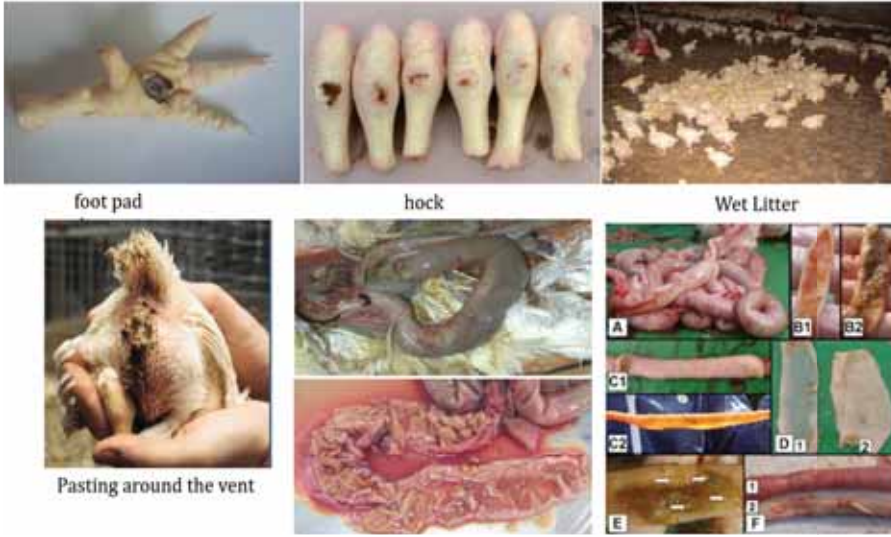 foot pad
hock
Wet Litter
A
B1
B2
C1
C2
D
1
2
E
1
2
F
Pasting around the vent